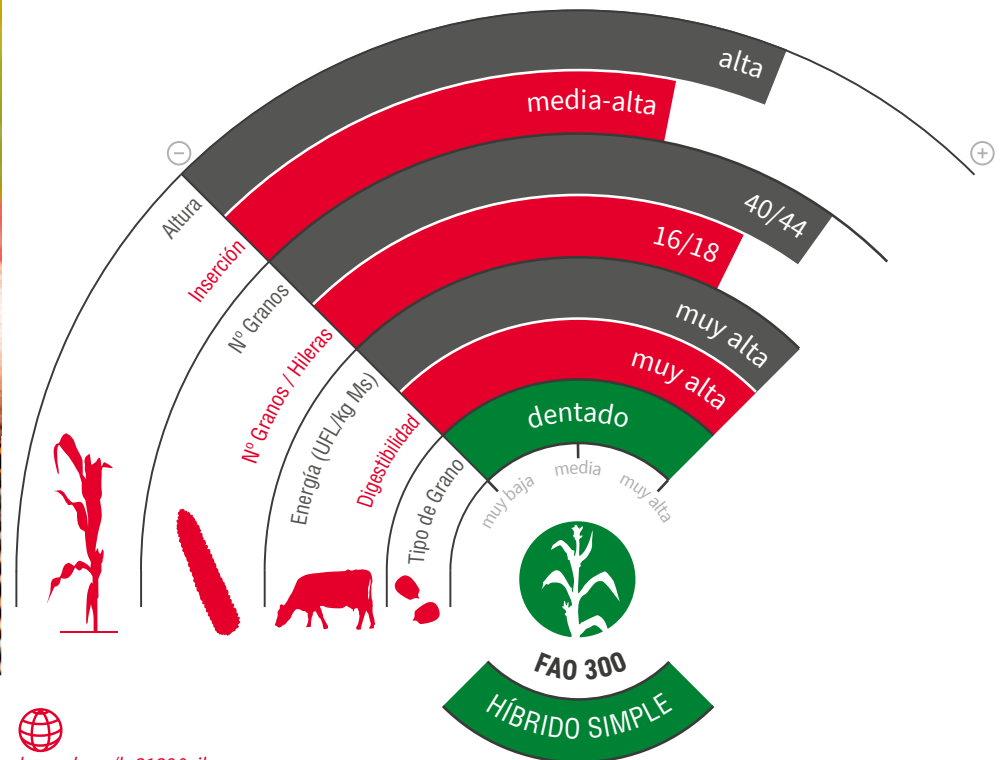 alta
media-alta
40/44
16/18
muy alta
muy alta
dentado
Altura
Inserción
Nº Granos
Nº Granos / Hileras
Energía (UFL/kg Ms)
Digestibilidad
Tipo de Grano
muy baja
media
muy alta
FAO 300
HÍBRIDO SIMPLE